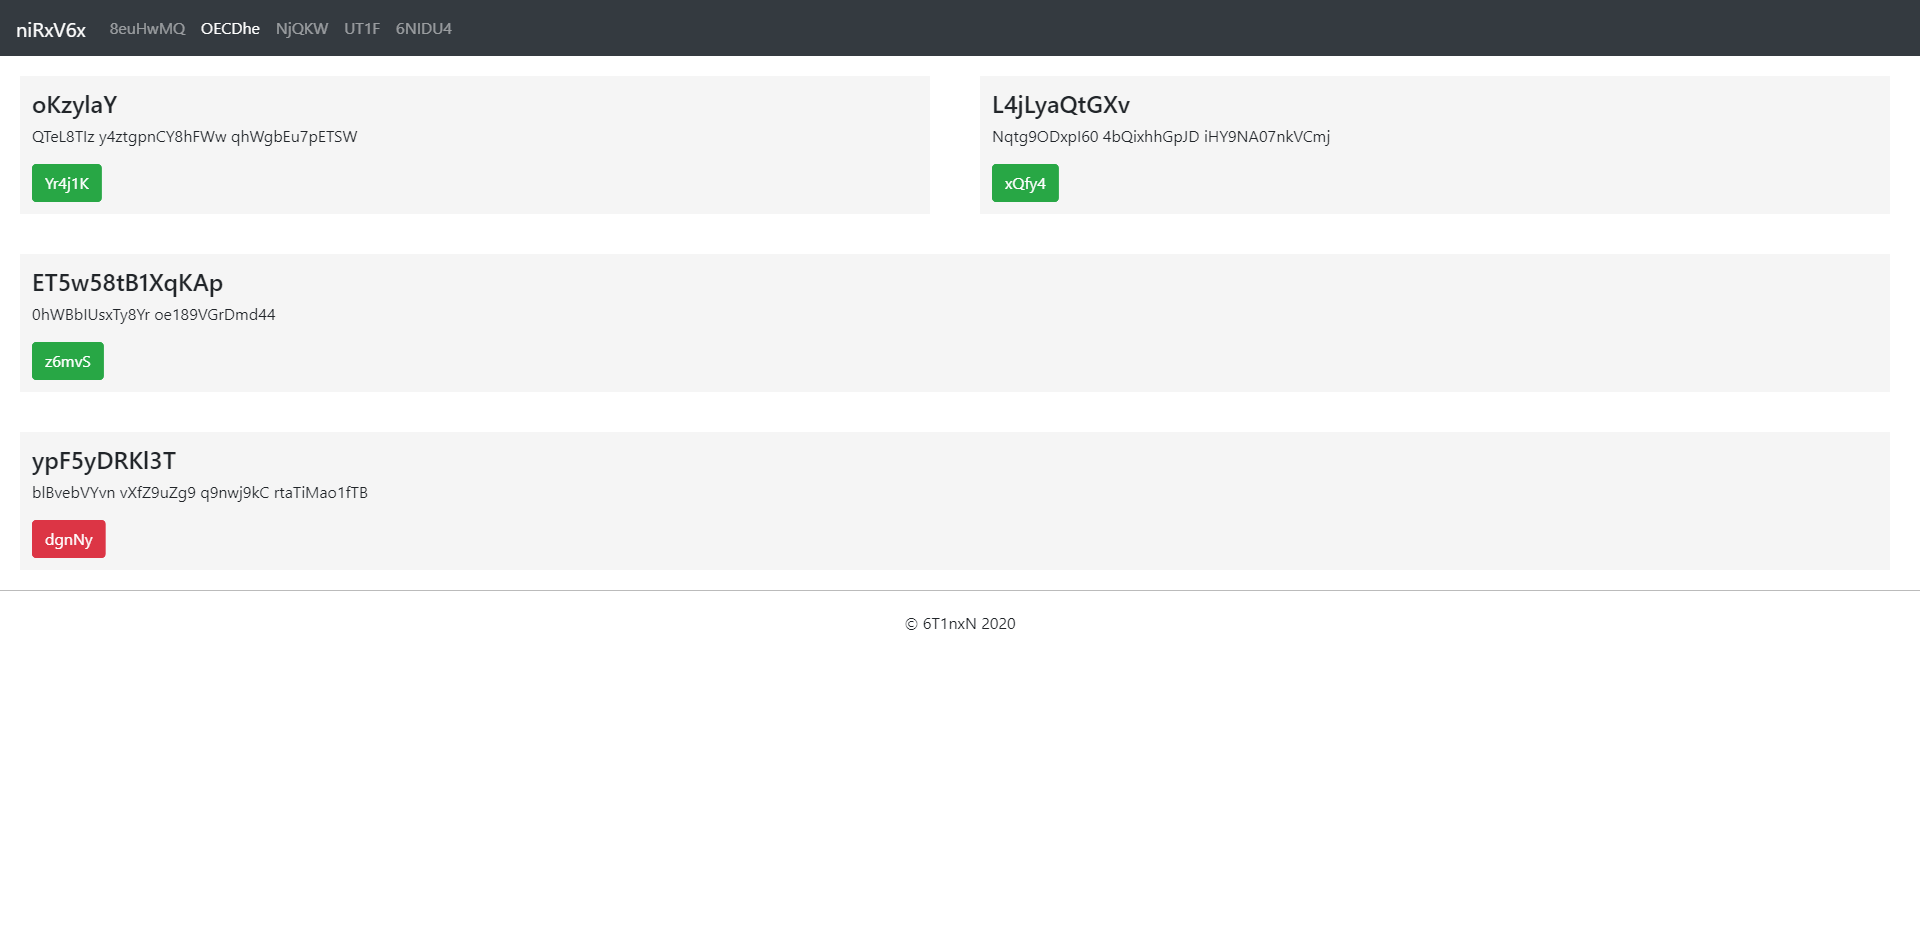 niRxV6x 8euHwMQ OECDhe NjQKW UT1F 6NIDU4
oKzylaY
QTeL8TIz y4ztgpnCY8hFWw qhWgbEu7pETSW
Yr4j1K
L4jLyaQtGXv
Nqtg9ODxpI60 4bQixhhGpJD iHY9NA07nkVCmj
xQfy4
ET5w58tB1XqKAp
0hWBbIUsxTy8Yr oe189VGrDmd44
z6mvS
ypF5yDRKl3T
blBvebVYvn vXfZ9uZg9 q9nwj9kC rtaTiMao1fTB
dgnNy
© 6T1nxN 2020